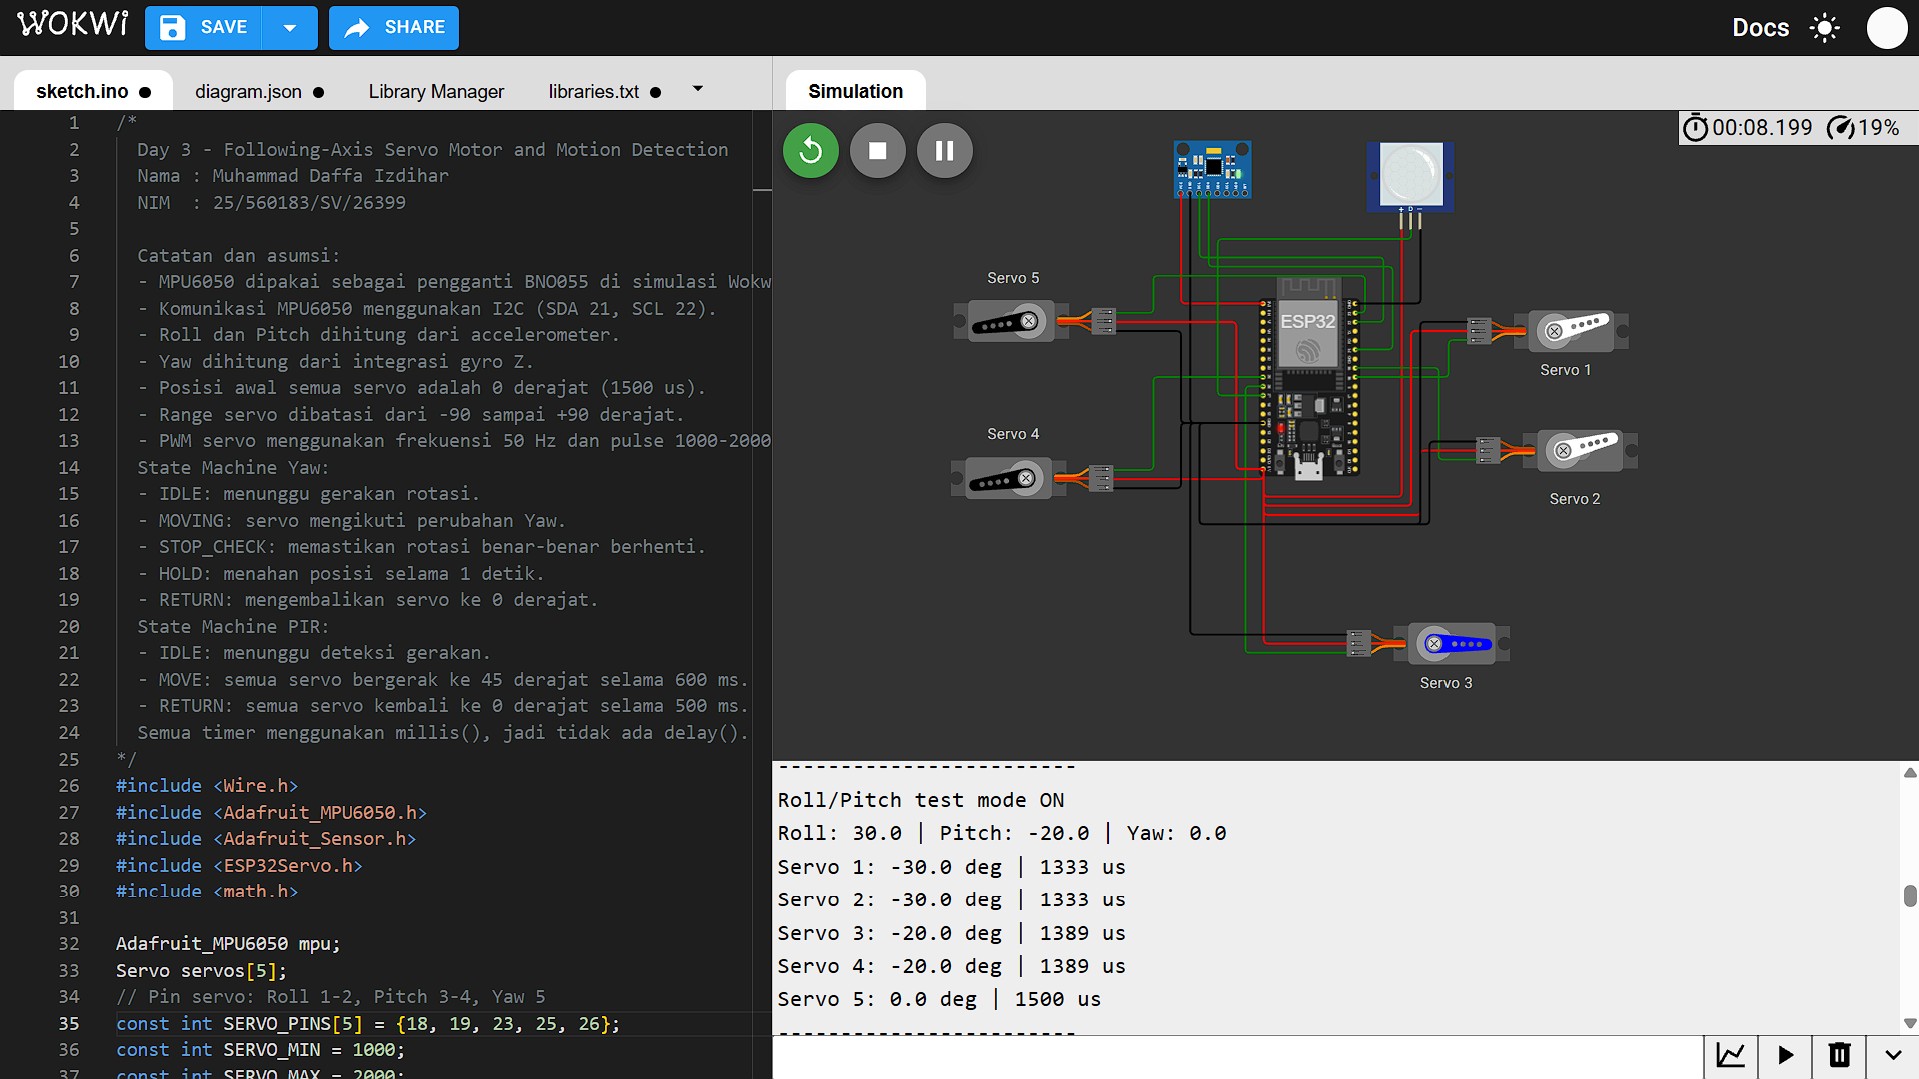 WOKWi
SAVE
SHARE
Docs
sketch.ino
diagram.json
Library Manager
libraries.txt
Simulation
1 /*
2 Day 3 - Following-Axis Servo Motor and Motion Detection
3 Nama : Muhammad Daffa Izdihar
4 NIM  : 25/560183/SV/26399
5
6 Catatan dan asumsi:
7 - MPU6050 dipakai sebagai pengganti BNO055 di simulasi Wokw
8 - Komunikasi MPU6050 menggunakan I2C (SDA 21, SCL 22).
9 - Roll dan Pitch dihitung dari accelerometer.
10 - Yaw dihitung dari integrasi gyro Z.
11 - Posisi awal semua servo adalah 0 derajat (1500 us).
12 - Range servo dibatasi dari -90 sampai +90 derajat.
13 - PWM servo menggunakan frekuensi 50 Hz dan pulse 1000-2000
14 State Machine Yaw:
15 - IDLE: menunggu gerakan rotasi.
16 - MOVING: servo mengikuti perubahan Yaw.
17 - STOP_CHECK: memastikan rotasi benar-benar berhenti.
18 - HOLD: menahan posisi selama 1 detik.
19 - RETURN: mengembalikan servo ke 0 derajat.
20 State Machine PIR:
21 - IDLE: menunggu deteksi gerakan.
22 - MOVE: semua servo bergerak ke 45 derajat selama 600 ms.
23 - RETURN: semua servo kembali ke 0 derajat selama 500 ms.
24 Semua timer menggunakan millis(), jadi tidak ada delay().
25 */
26 #include <Wire.h>
27 #include <Adafruit_MPU6050.h>
28 #include <Adafruit_Sensor.h>
29 #include <ESP32Servo.h>
30 #include <math.h>
31
32 Adafruit_MPU6050 mpu;
33 Servo servos[5];
34 // Pin servo: Roll 1-2, Pitch 3-4, Yaw 5
35 const int SERVO_PINS[5] = {18, 19, 23, 25, 26};
36 const int SERVO_MIN = 1000;
37 const int SERVO_MAX = 2000;
00:08.199 19%
Servo 5
ESP32
Servo 1
Servo 4
Servo 2
Servo 3
------------------------
Roll/Pitch test mode ON
Roll: 30.0 | Pitch: -20.0 | Yaw: 0.0
Servo 1: -30.0 deg | 1333 us
Servo 2: -30.0 deg | 1333 us
Servo 3: -20.0 deg | 1389 us
Servo 4: -20.0 deg | 1389 us
Servo 5: 0.0 deg | 1500 us
------------------------